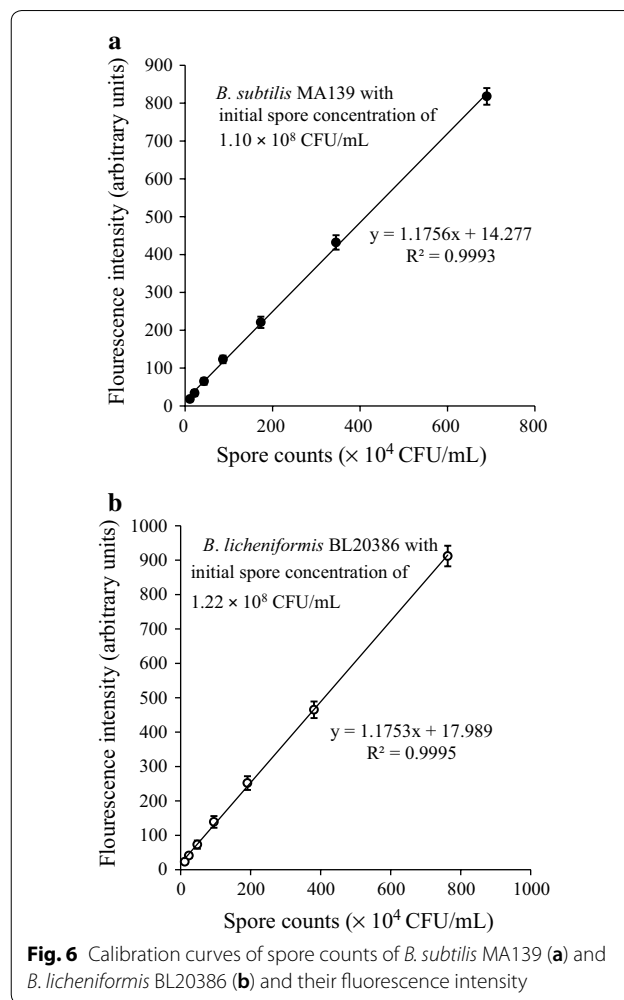 a
900
800
700
600
500
400
300
200
100
0
Flourescence intensity (arbitrary units)
B. subtilis MA139 with
initial spore concentration of
1.10 × 10⁸ CFU/mL
y = 1.1756x + 14.277
R² = 0.9993
0 200 400 600 800
Spore counts (× 10⁴ CFU/mL)
b
1000
900
800
700
600
500
400
300
200
100
0
Flourescence intensity (arbitrary units)
B. licheniformis BL20386 with
initial spore concentration of
1.22 × 10⁸ CFU/mL
y = 1.1753x + 17.989
R² = 0.9995
0 200 400 600 800 1000
Spore counts (× 10⁴ CFU/mL)
Fig. 6 Calibration curves of spore counts of B. subtilis MA139 (a) and
B. licheniformis BL20386 (b) and their fluorescence intensity